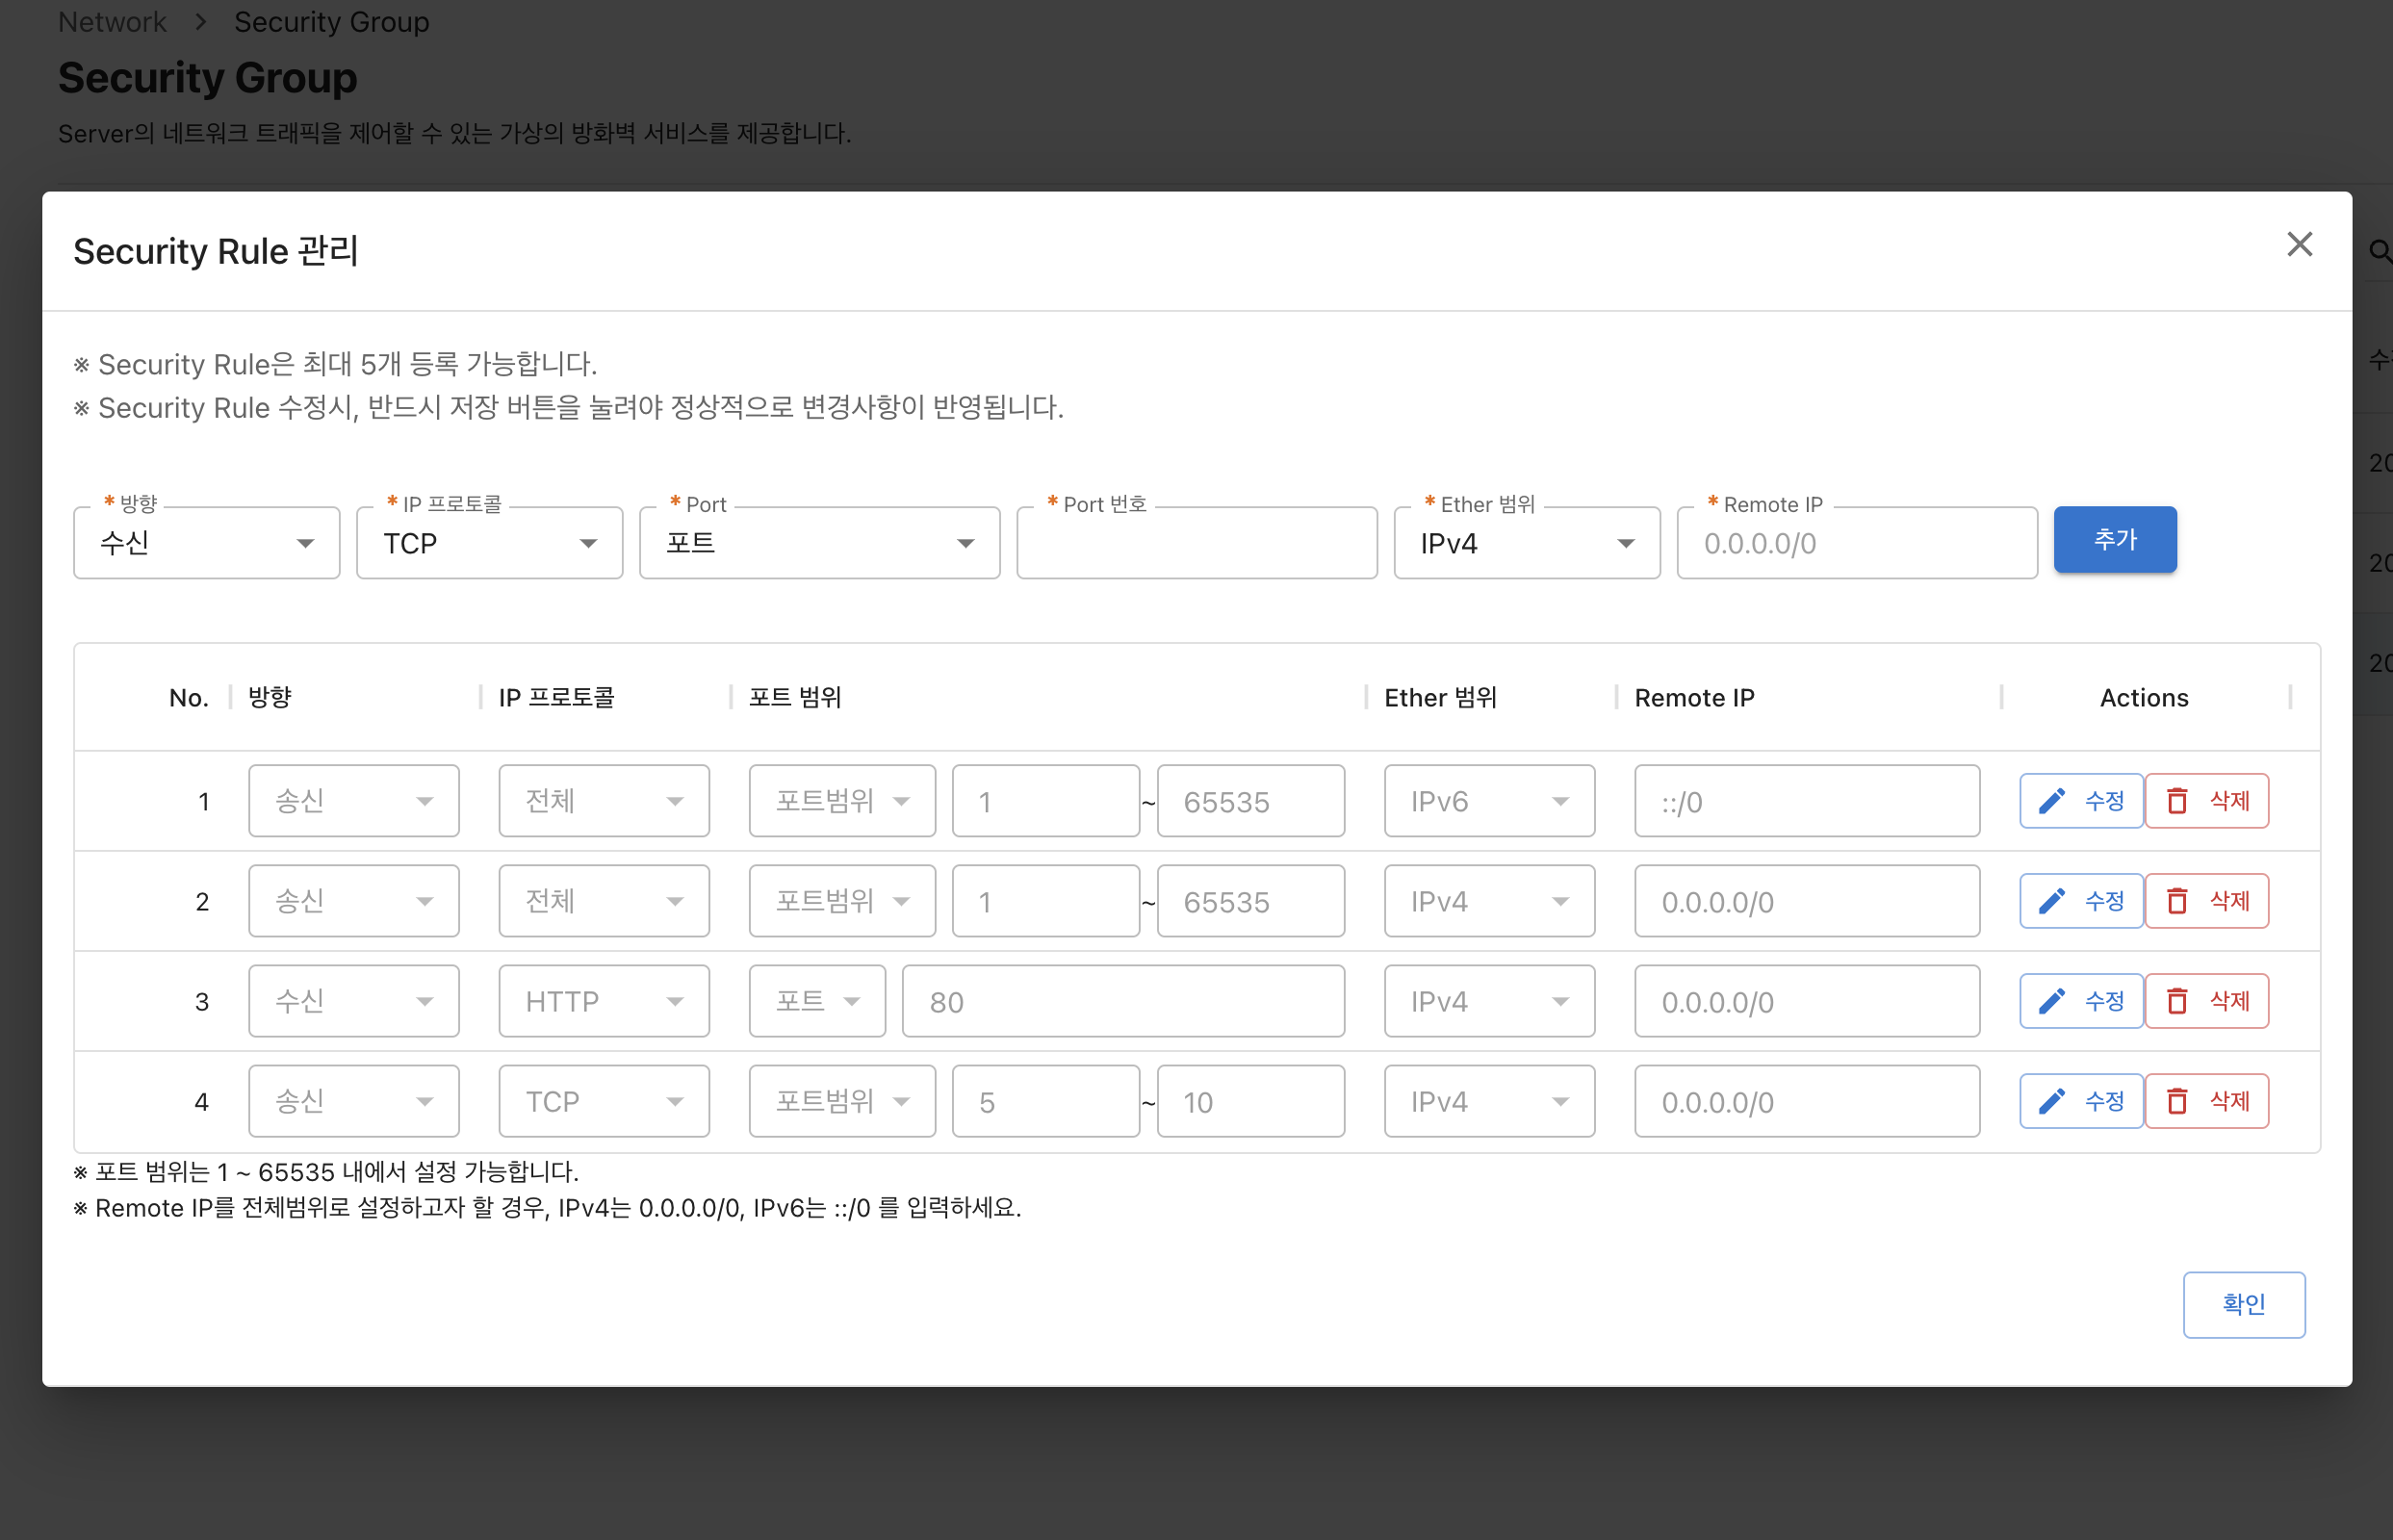 Network > Security Group
Security Group
Server의 네트워크 트래픽을 제어할 수 있는 가상의 방화벽 서비스를 제공합니다.
Security Rule 관리
※ Security Rule은 최대 5개 등록 가능합니다.
※ Security Rule 수정시, 반드시 저장 버튼을 눌려야 정상적으로 변경사항이 반영됩니다.
* 방향 * IP 프로토콜 * Port * Port 번호 * Ether 범위 * Remote IP
수신 TCP 포트 IPv4 0.0.0.0/0 추가
No. 방향 IP 프로토콜 포트 범위 Ether 범위 Remote IP Actions
1 송신 전체 포트범위 1 ~ 65535 IPv6 ::/0 수정 삭제
2 송신 전체 포트범위 1 ~ 65535 IPv4 0.0.0.0/0 수정 삭제
3 수신 HTTP 포트 80 IPv4 0.0.0.0/0 수정 삭제
4 송신 TCP 포트범위 5 ~ 10 IPv4 0.0.0.0/0 수정 삭제
※ 포트 범위는 1 ~ 65535 내에서 설정 가능합니다.
※ Remote IP를 전체범위로 설정하고자 할 경우, IPv4는 0.0.0.0/0, IPv6는 ::/0 를 입력하세요.
확인